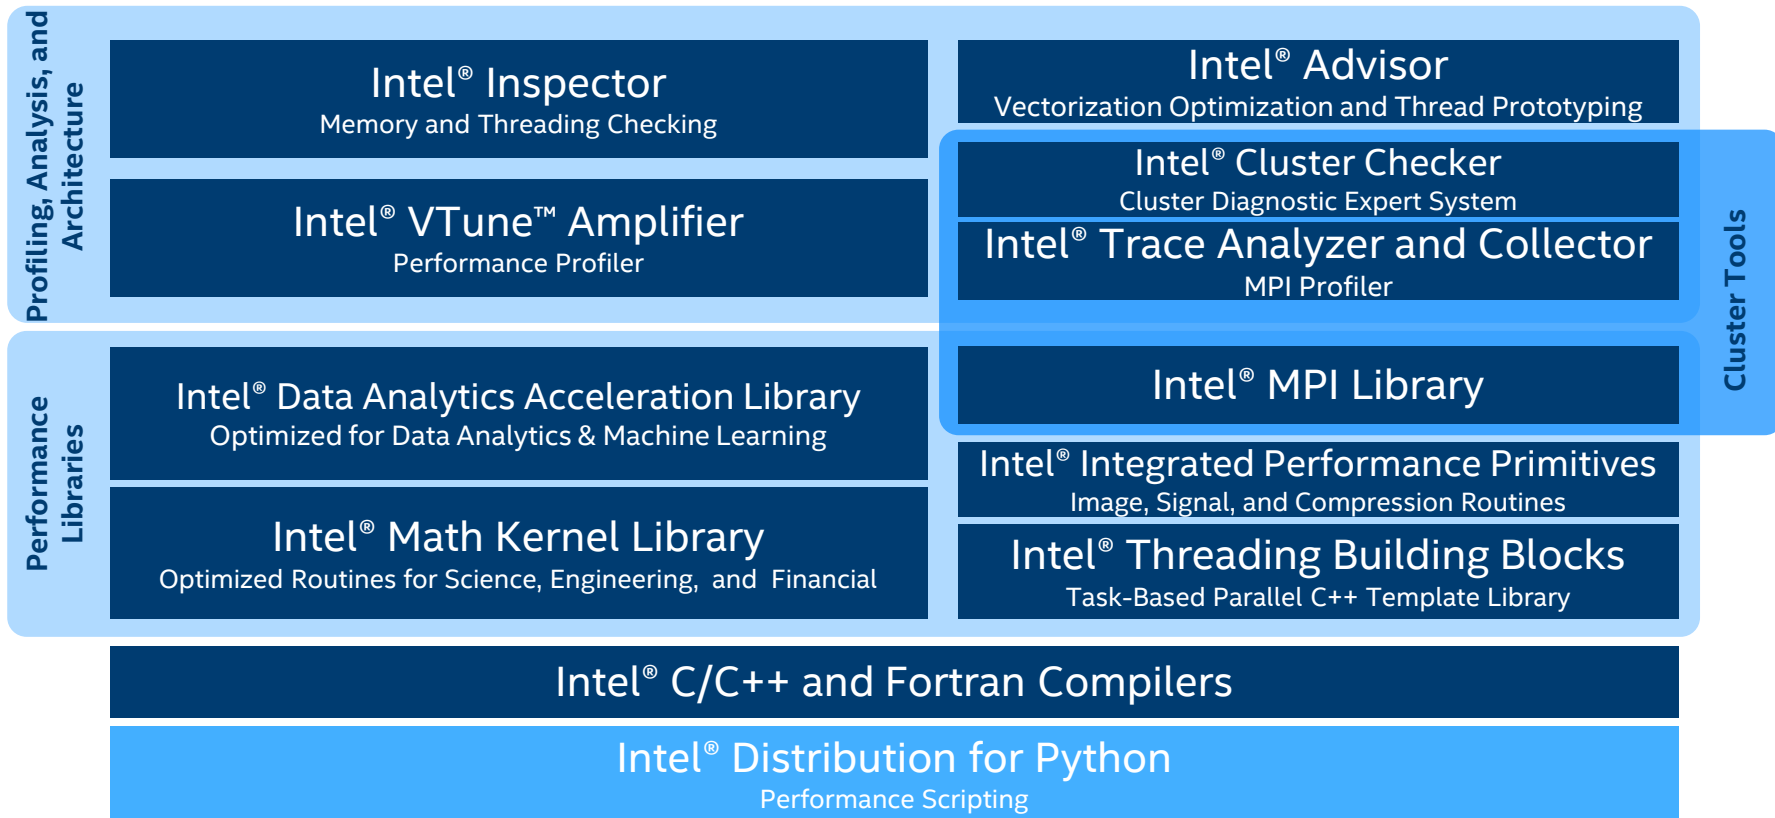 Profiling, Analysis, and
Architecture
Intel® Inspector
Memory and Threading Checking
Intel® VTune™ Amplifier
Performance Profiler
Intel® Advisor
Vectorization Optimization and Thread Prototyping
Intel® Cluster Checker
Cluster Diagnostic Expert System
Intel® Trace Analyzer and Collector
MPI Profiler
Cluster Tools
Performance
Libraries
Intel® Data Analytics Acceleration Library
Optimized for Data Analytics & Machine Learning
Intel® Math Kernel Library
Optimized Routines for Science, Engineering, and Financial
Intel® MPI Library
Intel® Integrated Performance Primitives
Image, Signal, and Compression Routines
Intel® Threading Building Blocks
Task-Based Parallel C++ Template Library
Intel® C/C++ and Fortran Compilers
Intel® Distribution for Python
Performance Scripting